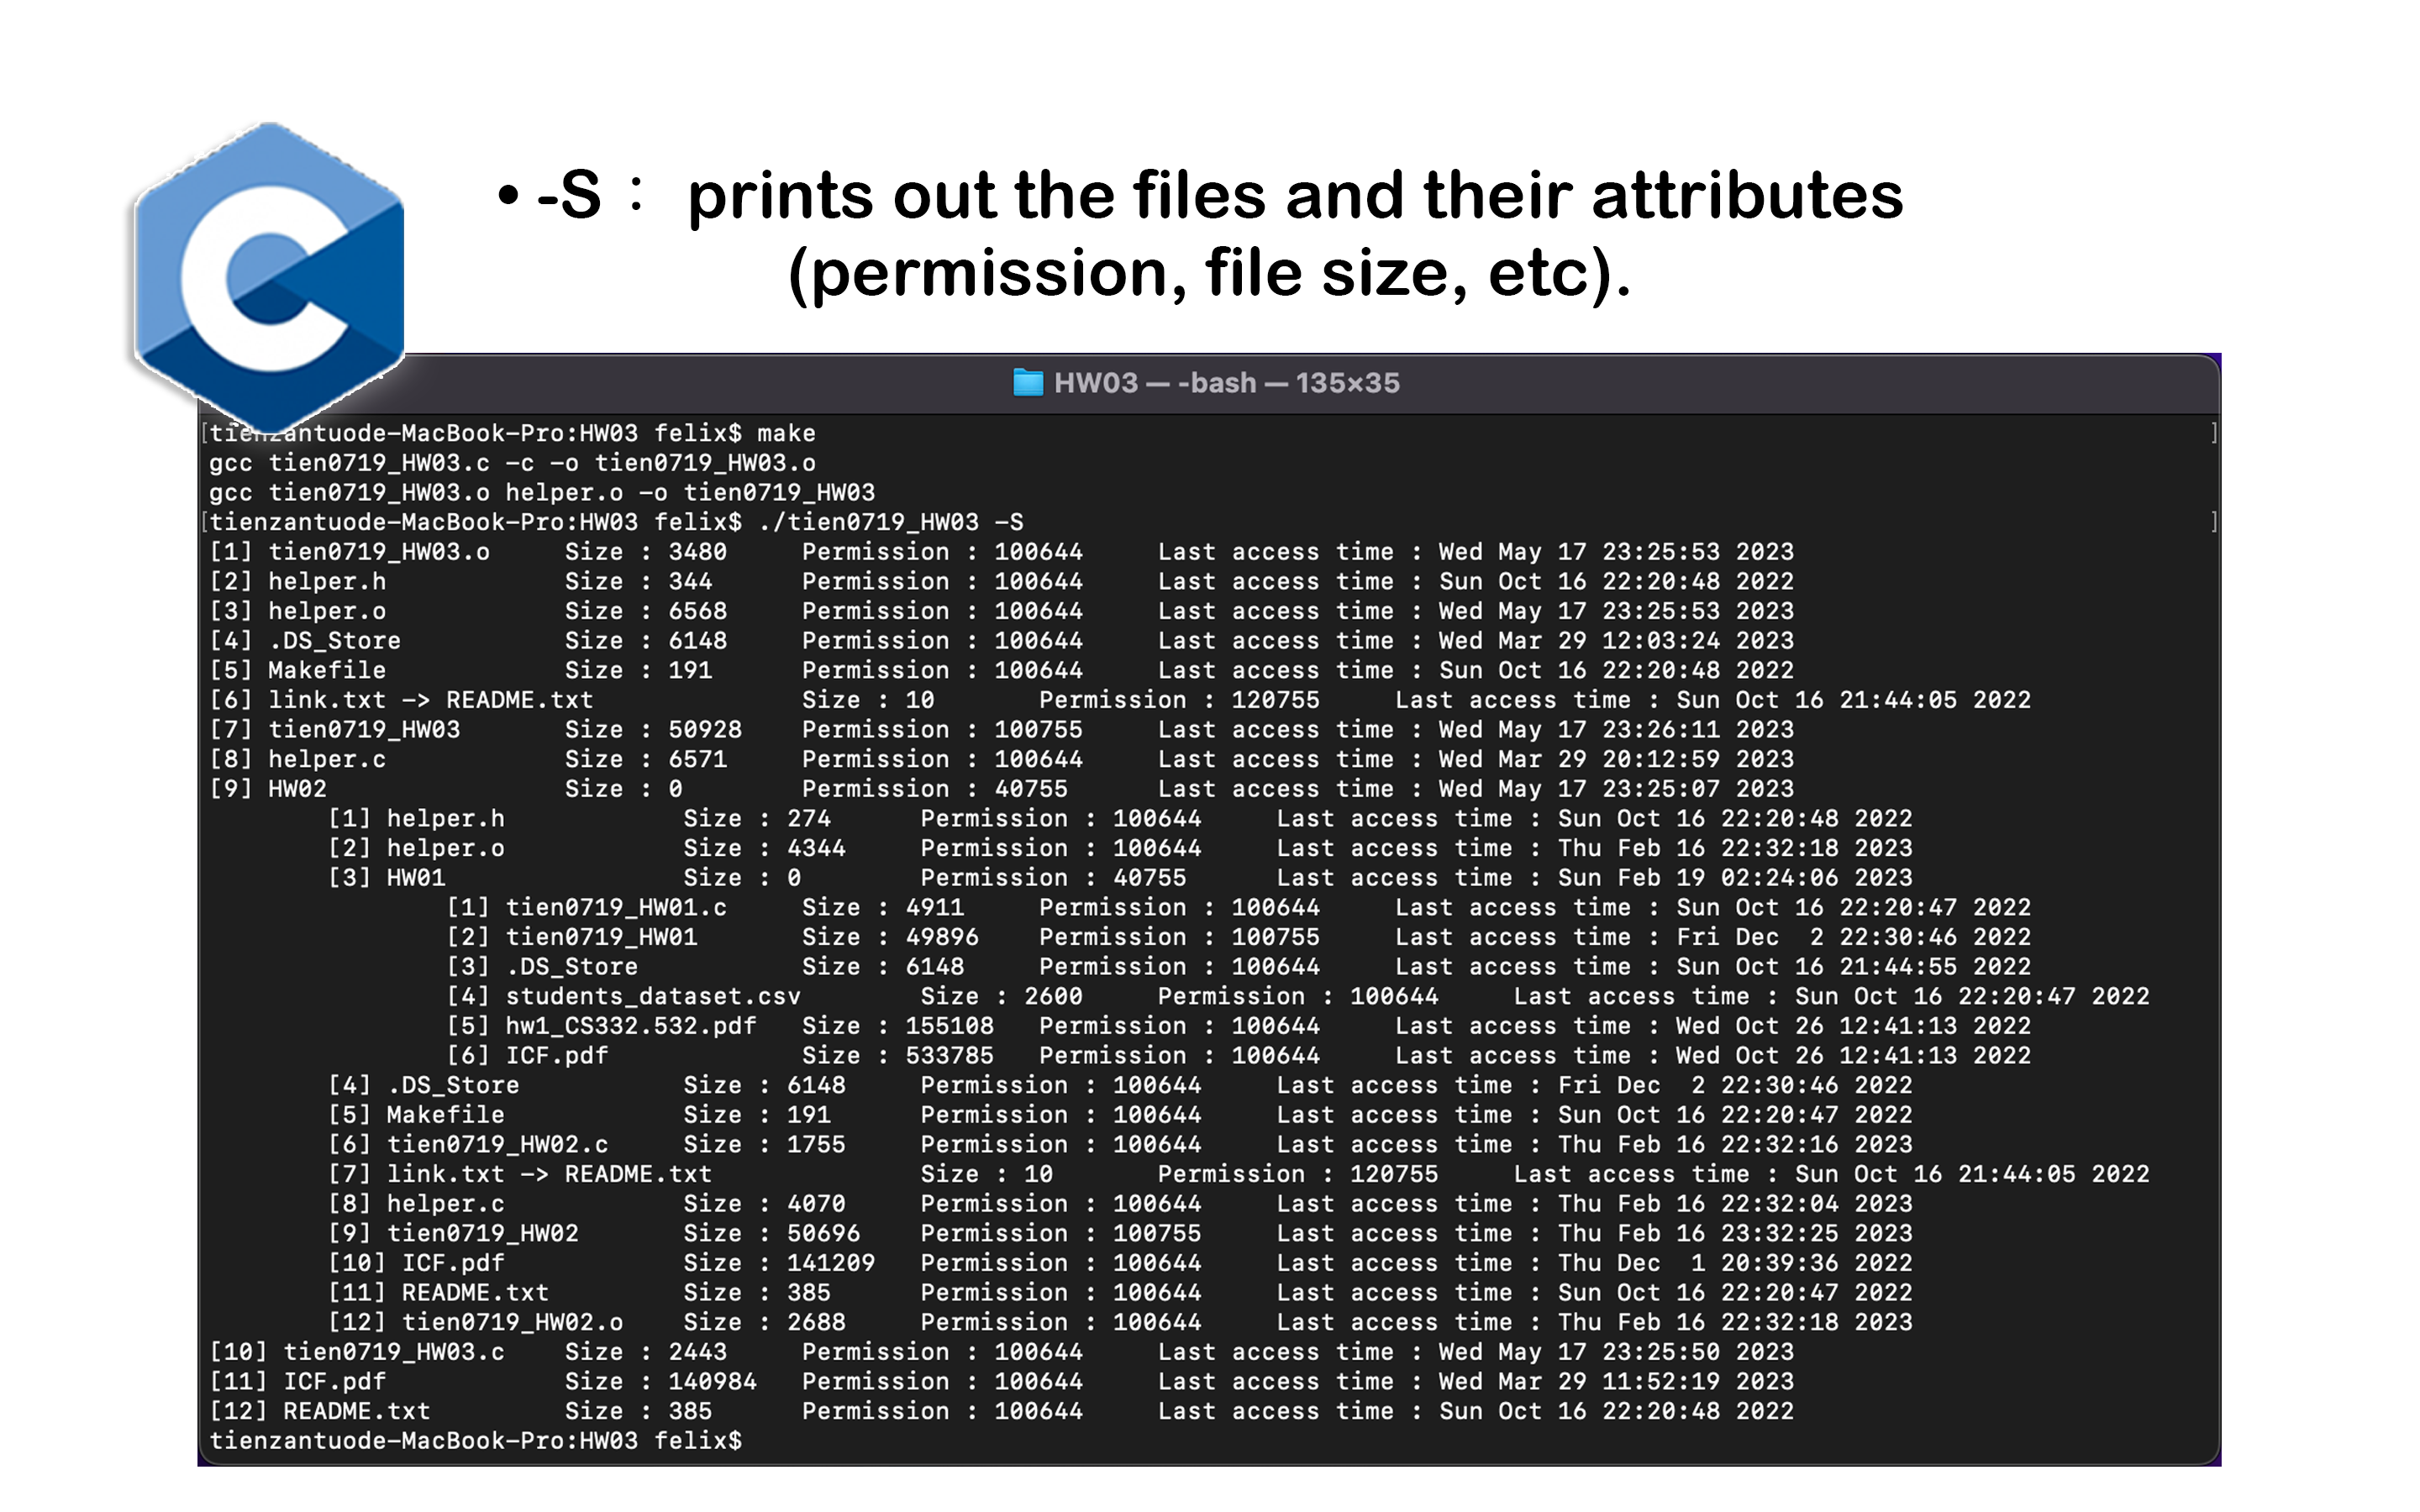 •-S： prints out the files and their attributes
(permission, file size, etc).
HW03 — -bash — 135×35
[tienzantuode-MacBook-Pro:HW03 felix$ make ]
gcc tien0719_HW03.c -c -o tien0719_HW03.o
gcc tien0719_HW03.o helper.o -o tien0719_HW03
[tienzantuode-MacBook-Pro:HW03 felix$ ./tien0719_HW03 -S ]
[1] tien0719_HW03.o Size : 3480 Permission : 100644 Last access time : Wed May 17 23:25:53 2023
[2] helper.h Size : 344 Permission : 100644 Last access time : Sun Oct 16 22:20:48 2022
[3] helper.o Size : 6568 Permission : 100644 Last access time : Wed May 17 23:25:53 2023
[4] .DS_Store Size : 6148 Permission : 100644 Last access time : Wed Mar 29 12:03:24 2023
[5] Makefile Size : 191 Permission : 100644 Last access time : Sun Oct 16 22:20:48 2022
[6] link.txt -> README.txt Size : 10 Permission : 120755 Last access time : Sun Oct 16 21:44:05 2022
[7] tien0719_HW03 Size : 50928 Permission : 100755 Last access time : Wed May 17 23:26:11 2023
[8] helper.c Size : 6571 Permission : 100644 Last access time : Wed Mar 29 20:12:59 2023
[9] HW02 Size : 0 Permission : 40755 Last access time : Wed May 17 23:25:07 2023
[1] helper.h Size : 274 Permission : 100644 Last access time : Sun Oct 16 22:20:48 2022
[2] helper.o Size : 4344 Permission : 100644 Last access time : Thu Feb 16 22:32:18 2023
[3] HW01 Size : 0 Permission : 40755 Last access time : Sun Feb 19 02:24:06 2023
[1] tien0719_HW01.c Size : 4911 Permission : 100644 Last access time : Sun Oct 16 22:20:47 2022
[2] tien0719_HW01 Size : 49896 Permission : 100755 Last access time : Fri Dec 2 22:30:46 2022
[3] .DS_Store Size : 6148 Permission : 100644 Last access time : Sun Oct 16 21:44:55 2022
[4] students_dataset.csv Size : 2600 Permission : 100644 Last access time : Sun Oct 16 22:20:47 2022
[5] hw1_CS332.532.pdf Size : 155108 Permission : 100644 Last access time : Wed Oct 26 12:41:13 2022
[6] ICF.pdf Size : 533785 Permission : 100644 Last access time : Wed Oct 26 12:41:13 2022
[4] .DS_Store Size : 6148 Permission : 100644 Last access time : Fri Dec 2 22:30:46 2022
[5] Makefile Size : 191 Permission : 100644 Last access time : Sun Oct 16 22:20:47 2022
[6] tien0719_HW02.c Size : 1755 Permission : 100644 Last access time : Thu Feb 16 22:32:16 2023
[7] link.txt -> README.txt Size : 10 Permission : 120755 Last access time : Sun Oct 16 21:44:05 2022
[8] helper.c Size : 4070 Permission : 100644 Last access time : Thu Feb 16 22:32:04 2023
[9] tien0719_HW02 Size : 50696 Permission : 100755 Last access time : Thu Feb 16 23:32:25 2023
[10] ICF.pdf Size : 141209 Permission : 100644 Last access time : Thu Dec 1 20:39:36 2022
[11] README.txt Size : 385 Permission : 100644 Last access time : Sun Oct 16 22:20:47 2022
[12] tien0719_HW02.o Size : 2688 Permission : 100644 Last access time : Thu Feb 16 22:32:18 2023
[10] tien0719_HW03.c Size : 2443 Permission : 100644 Last access time : Wed May 17 23:25:50 2023
[11] ICF.pdf Size : 140984 Permission : 100644 Last access time : Wed Mar 29 11:52:19 2023
[12] README.txt Size : 385 Permission : 100644 Last access time : Sun Oct 16 22:20:48 2022
tienzantuode-MacBook-Pro:HW03 felix$